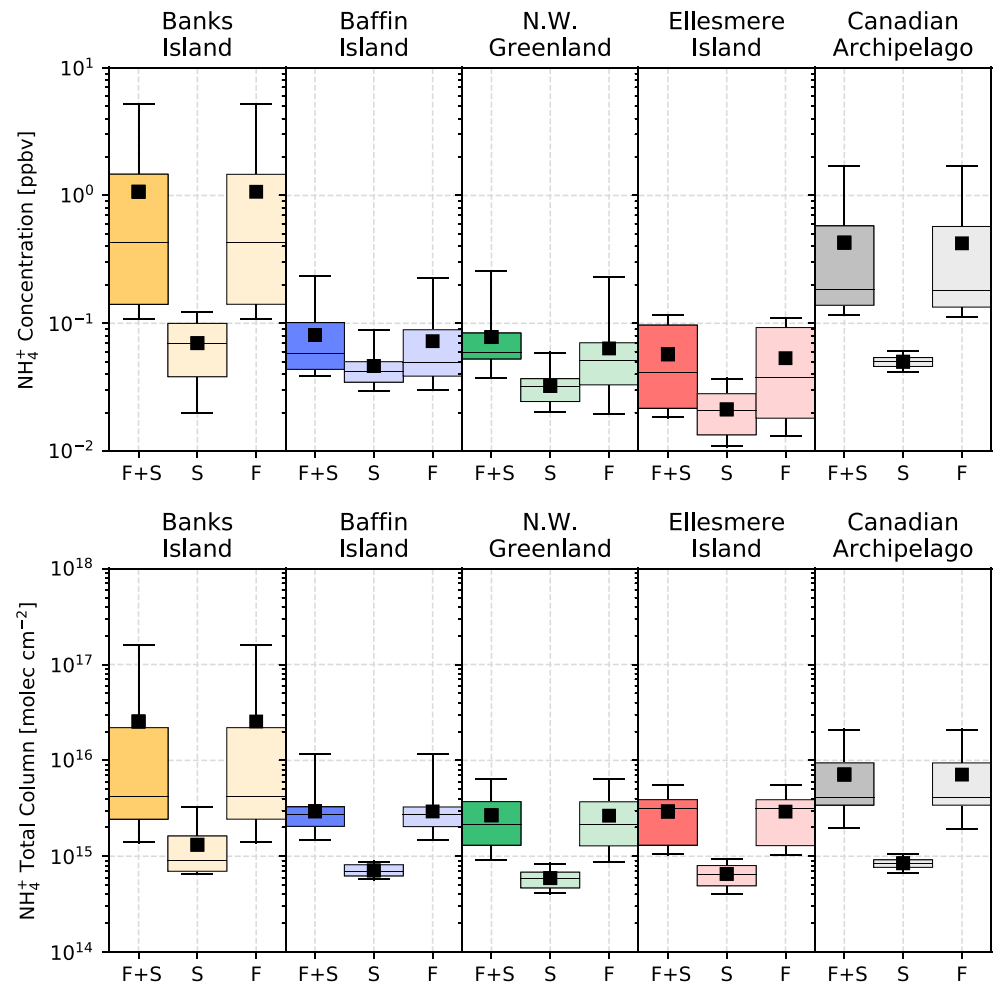 Banks Island
Baffin Island
N.W. Greenland
Ellesmere Island
Canadian Archipelago
NH₄⁺ Concentration [ppbv]
10¹
10⁰
10⁻¹
10⁻²
F+S S F F+S S F F+S S F F+S S F F+S S F
Banks Island
Baffin Island
N.W. Greenland
Ellesmere Island
Canadian Archipelago
NH₄⁺ Total Column [molec cm⁻²]
10¹⁸
10¹⁷
10¹⁶
10¹⁵
10¹⁴
F+S S F F+S S F F+S S F F+S S F F+S S F